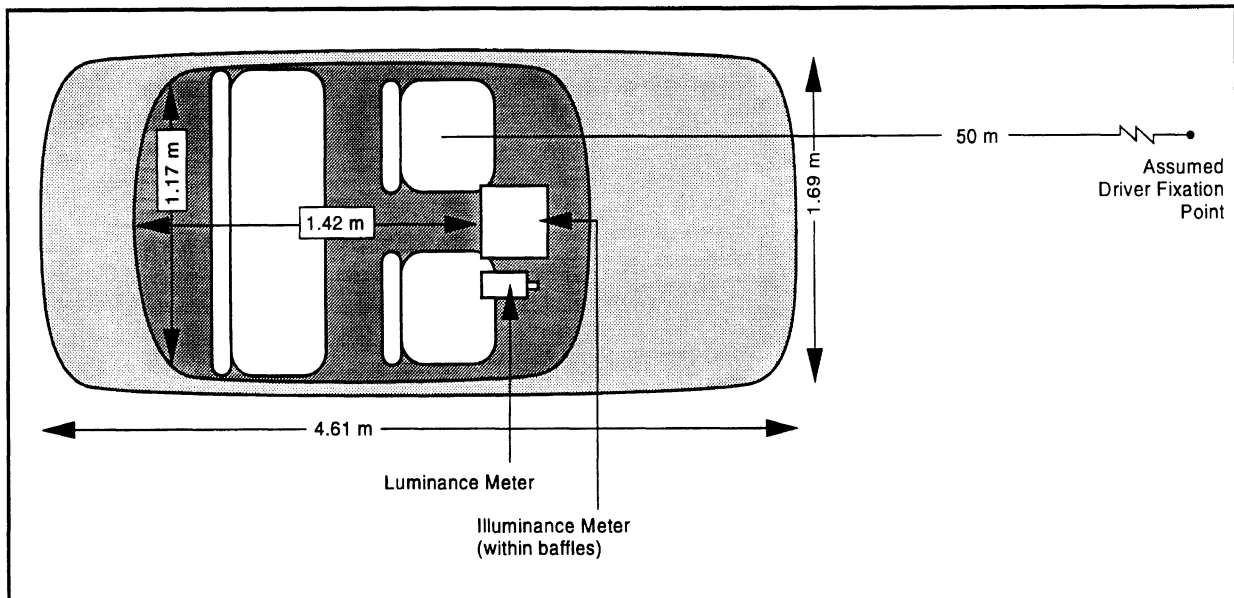 50 m
Assumed
Driver Fixation
Point
1.17 m
1.42 m
1.69 m
4.61 m
Luminance Meter
Illuminance Meter
(within baffles)